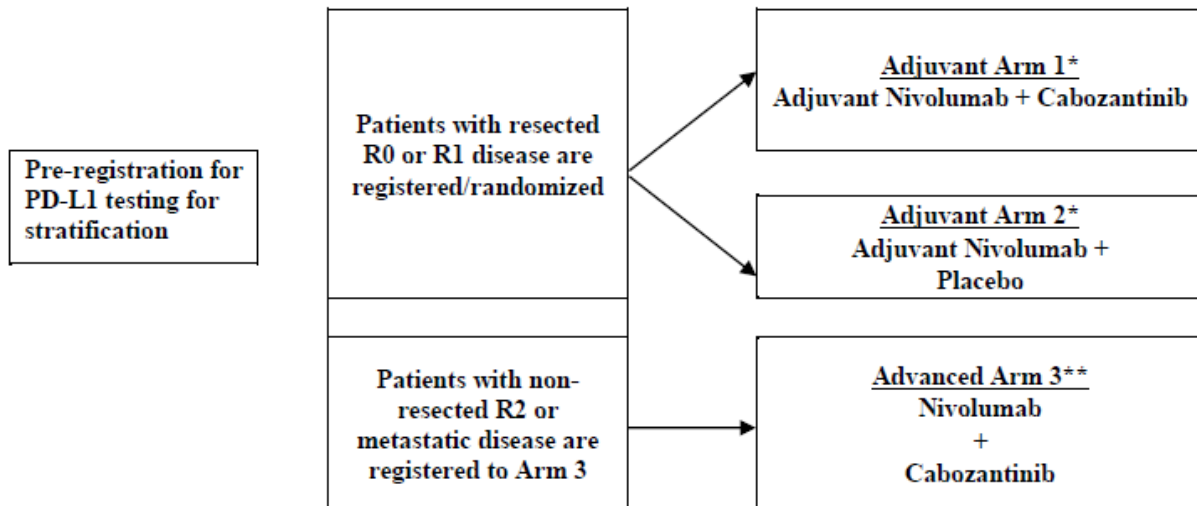 Pre-registration for
PD-L1 testing for
stratification
Patients with resected
R0 or R1 disease are
registered/randomized
Adjuvant Arm 1*
Adjuvant Nivolumab + Cabozantinib
Adjuvant Arm 2*
Adjuvant Nivolumab +
Placebo
Patients with non-
resected R2 or
metastatic disease are
registered to Arm 3
Advanced Arm 3**
Nivolumab
+
Cabozantinib